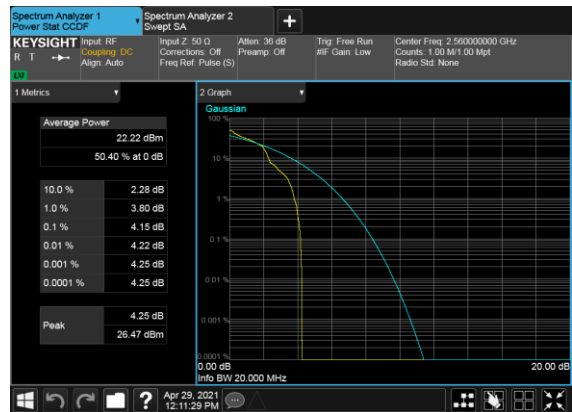 Spectrum Analyzer 1
Power Stat CCDF
Spectrum Analyzer 2
Swept SA
+
KEYSIGHT
R T
LXI
Input: RF
Coupling: DC
Align: Auto
Input Z: 50 Ω
Corrections: Off
Freq Ref: Pulse (S)
Atten: 36 dB
Preamp: Off
Trig: Free Run
#IF Gain: Low
Center Freq: 2.560000000 GHz
Counts: 1.00 M/1.00 Mpt
Radio Std: None
1 Metrics
Average Power
22.22 dBm
50.40 % at 0 dB
10.0 % 2.28 dB
1.0 % 3.80 dB
0.1 % 4.15 dB
0.01 % 4.22 dB
0.001 % 4.25 dB
0.0001 % 4.25 dB
Peak
4.25 dB
26.47 dBm
2 Graph
Gaussian
100 %
10 %
1 %
0.1 %
0.01 %
0.001 %
0.0001 %
0.00 dB 20.00 dB
Info BW 20.000 MHz
?
Apr 29, 2021
12:11:29 PM